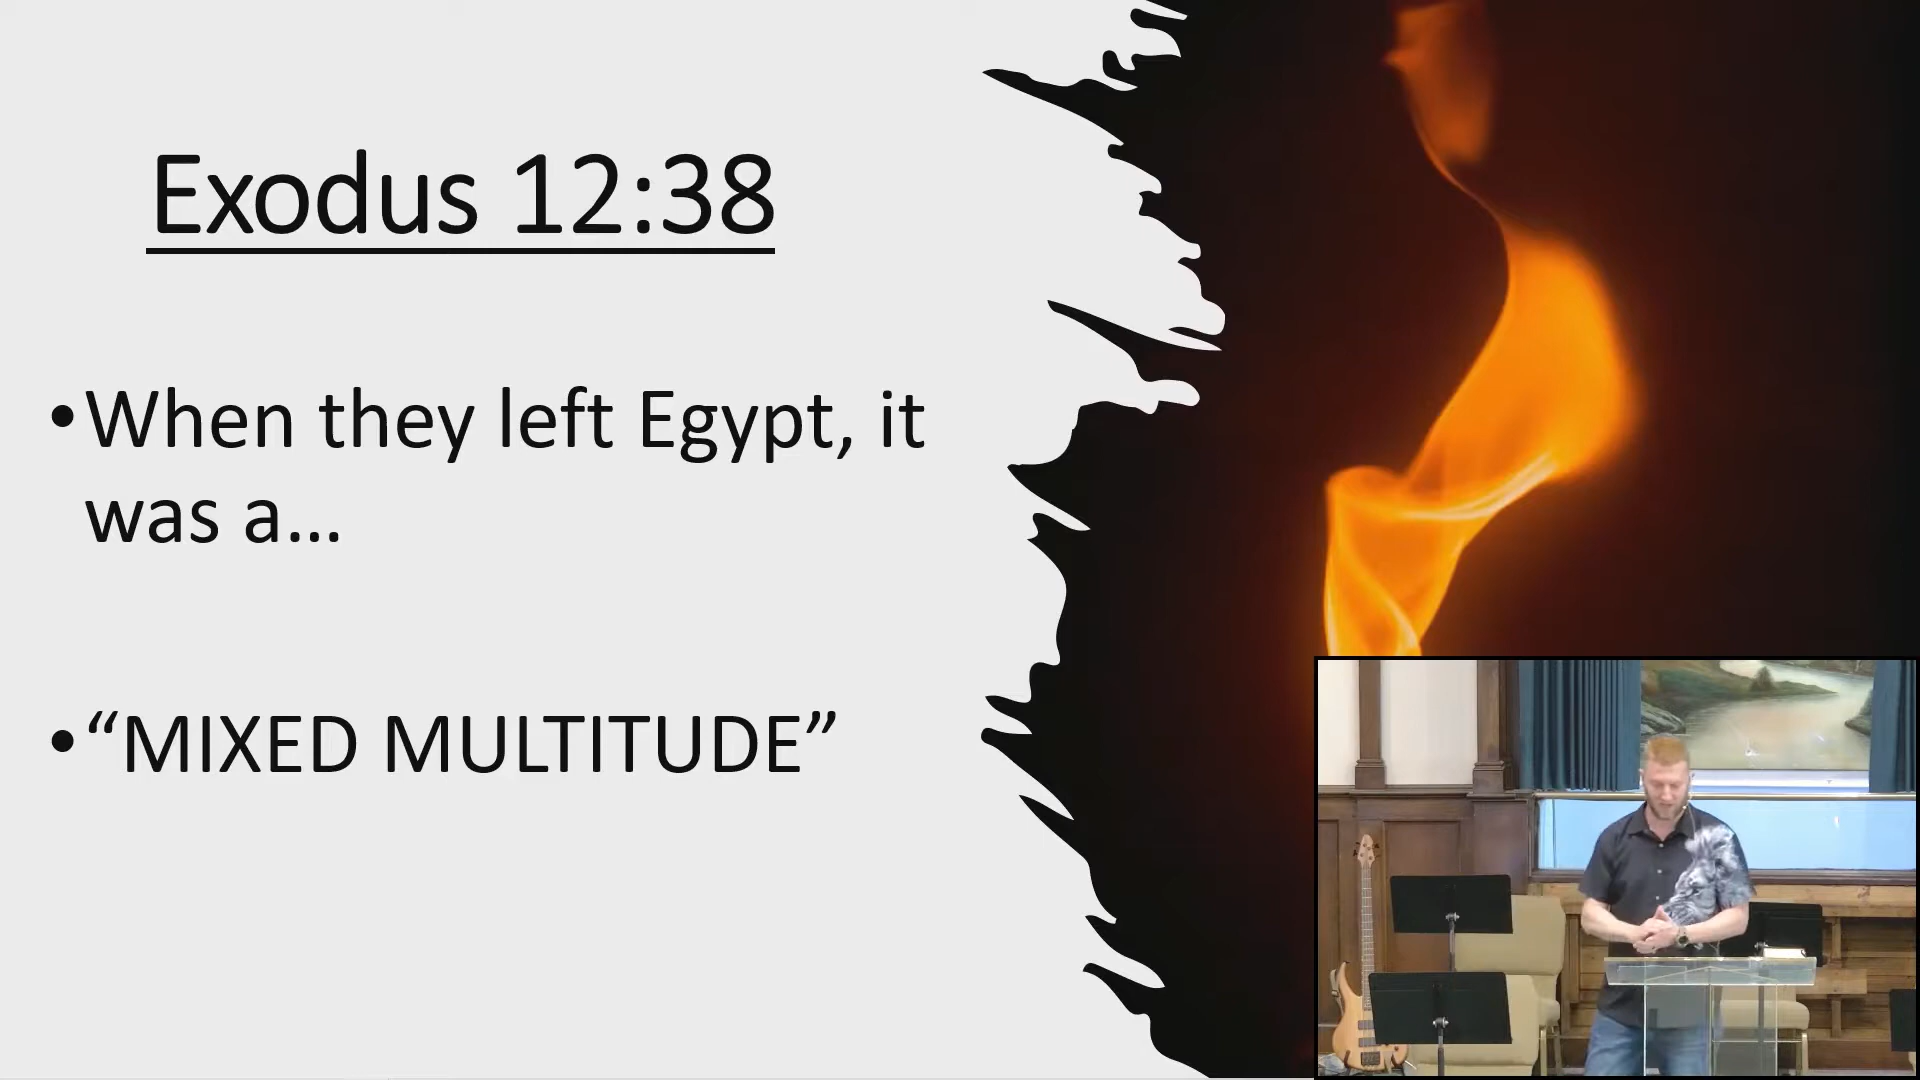 Exodus 12:38
•When they left Egypt, it
was a...
•“MIXED MULTITUDE”